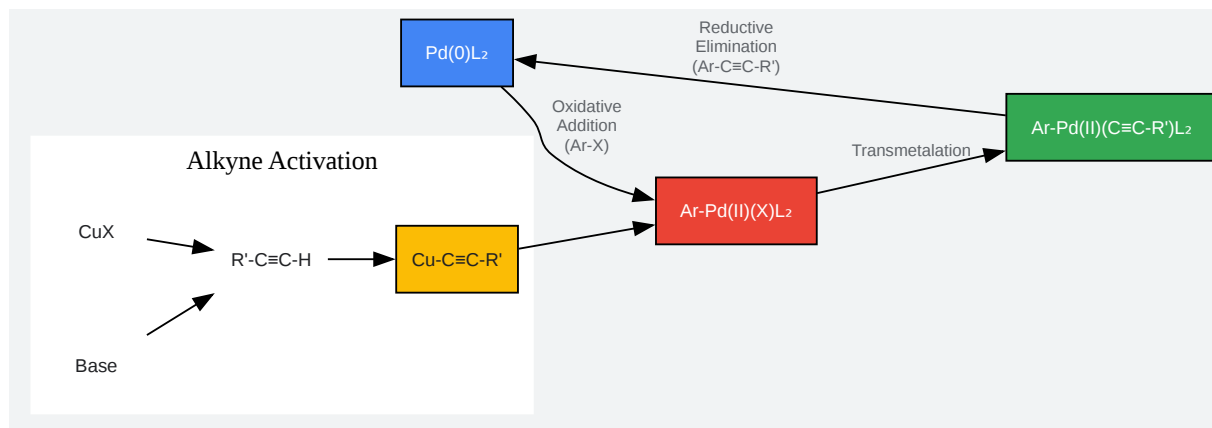 Pd(0)L₂
Reductive
Elimination
(Ar-C≡C-R')
Oxidative
Addition
(Ar-X)
Ar-Pd(II)(C≡C-R')L₂
Transmetalation
Ar-Pd(II)(X)L₂
Alkyne Activation
CuX
R'-C≡C-H
Cu-C≡C-R'
Base